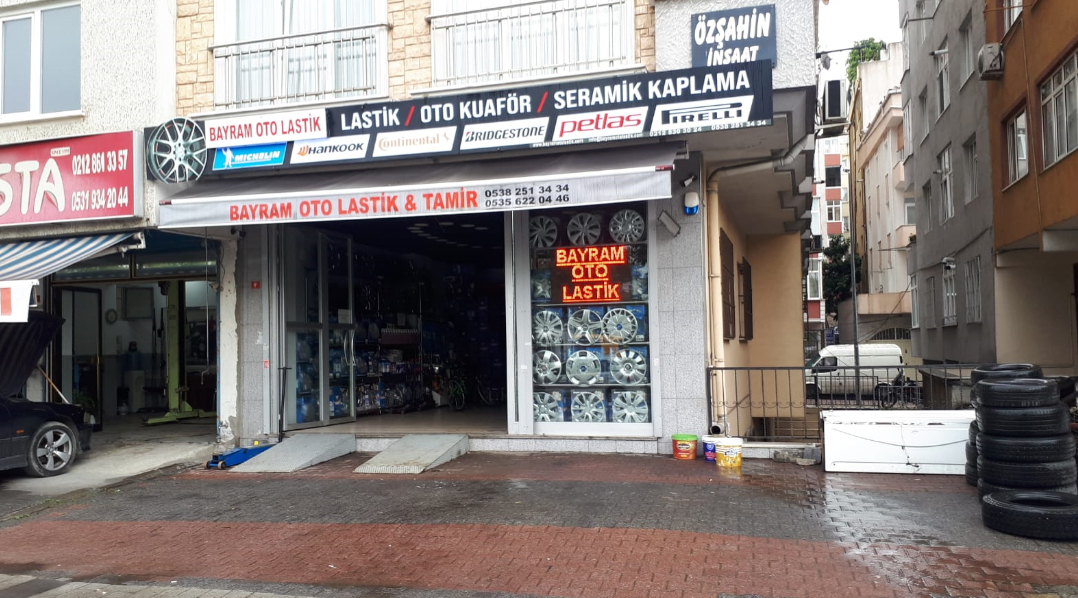 ÖZŞAHİN
İNŞAAT
LASTİK / OTO KUAFÖR / SERAMİK KAPLAMA
BAYRAM OTO LASTİK
MICHELIN
HANKOOK
Continental
BRIDGESTONE
petlas
PIRELLI
BAYRAM OTO LASTİK & TAMİR
0538 251 34 34
0535 622 04 46
STA
0212 864 33 57
0531 934 20 44
BAYRAM
OTO
LASTİK